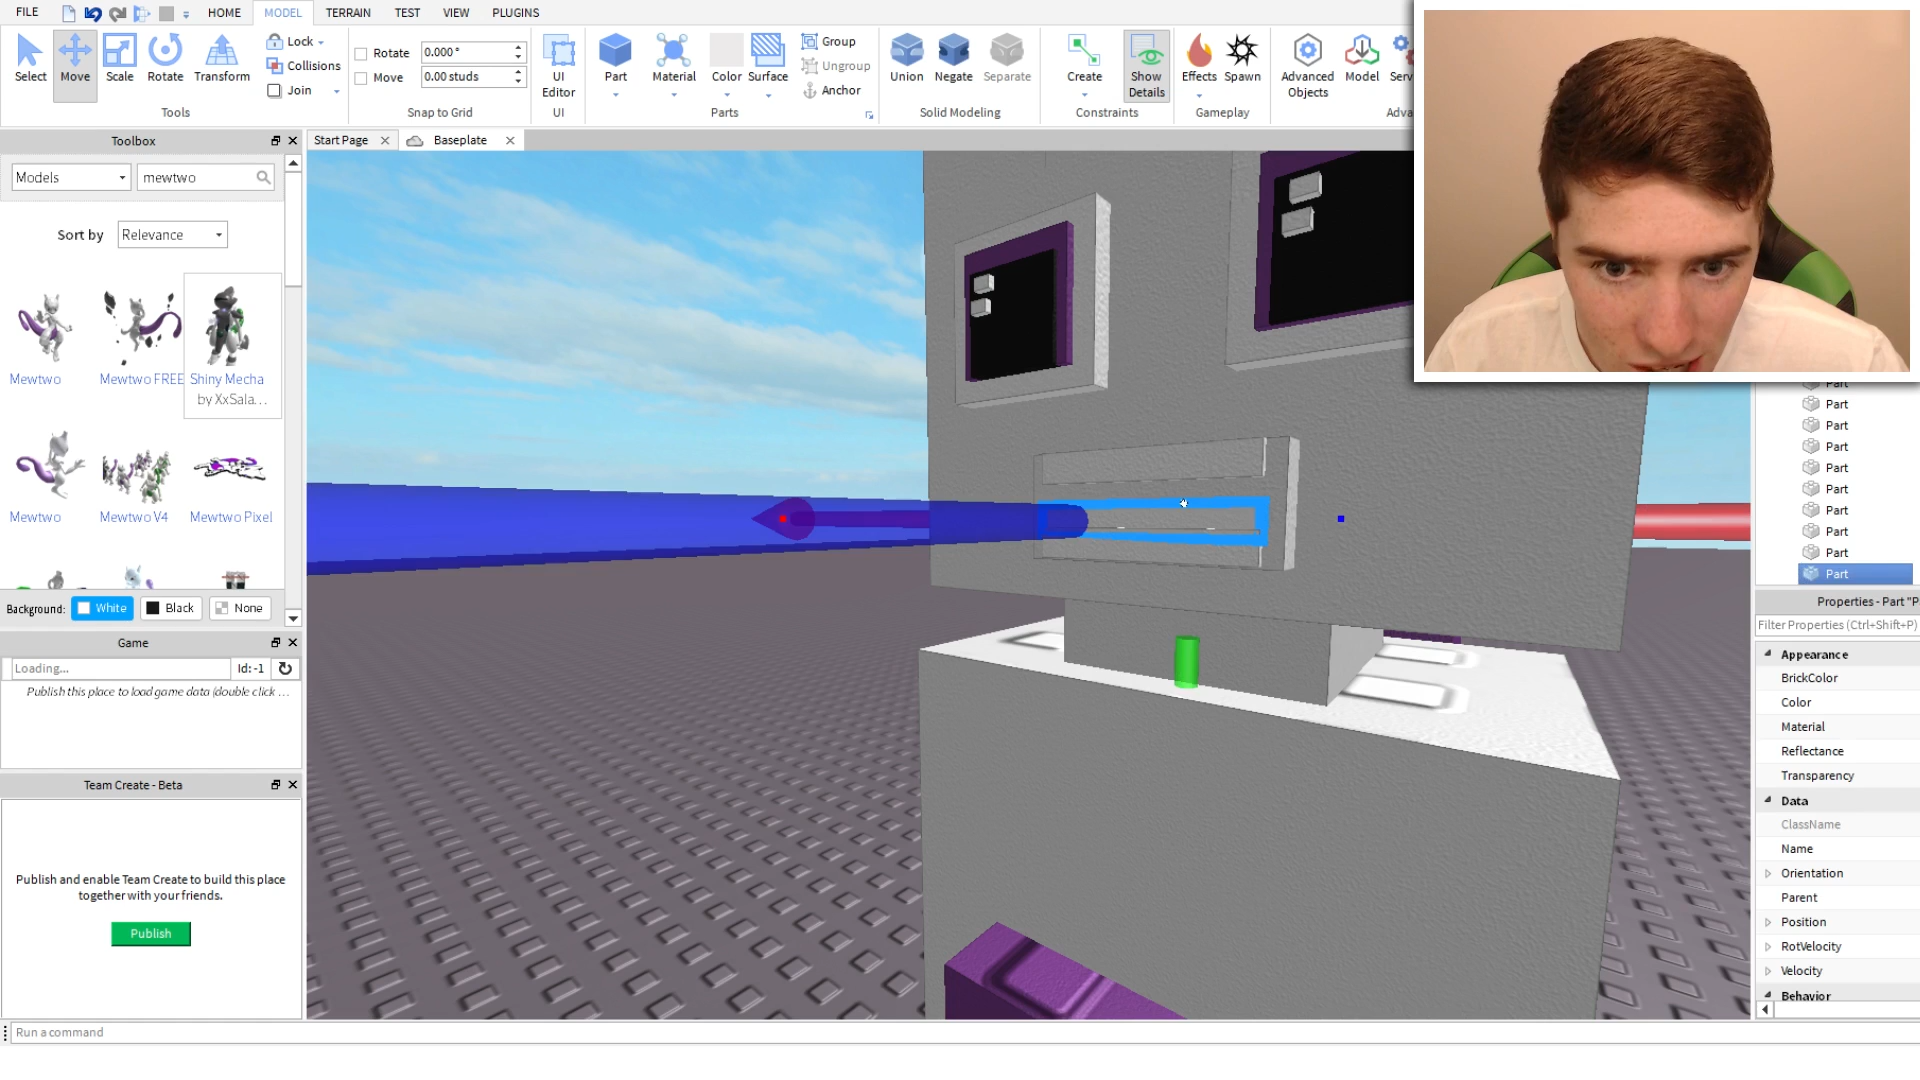 FILE HOME MODEL TERRAIN TEST VIEW PLUGINS
Select Move Scale Rotate Transform
Lock
Collisions
Join
Tools
Rotate 0.000 °
Move 0.00 studs
Snap to Grid
UI
Editor
UI
Part Material Color Surface
Group
Ungroup
Anchor
Parts
Union Negate Separate
Solid Modeling
Create Show
Details
Constraints
Effects Spawn
Gameplay
Advanced
Objects
Model Serv
Adva
Toolbox
Start Page Baseplate
Models mewtwo
Sort by Relevance
Mewtwo Mewtwo FREE Shiny Mecha
by XxSala...
Mewtwo Mewtwo V4 Mewtwo Pixel
Background: White Black None
Game
Loading... Id:-1
Publish this place to load game data (double click ...
Team Create - Beta
Publish and enable Team Create to build this place
together with your friends.
Publish
Run a command
Part
Part
Part
Part
Part
Part
Part
Part
Part
Part
Properties - Part "P
Filter Properties (Ctrl+Shift+P)
Appearance
BrickColor
Color
Material
Reflectance
Transparency
Data
ClassName
Name
Orientation
Parent
Position
RotVelocity
Velocity
Behavior